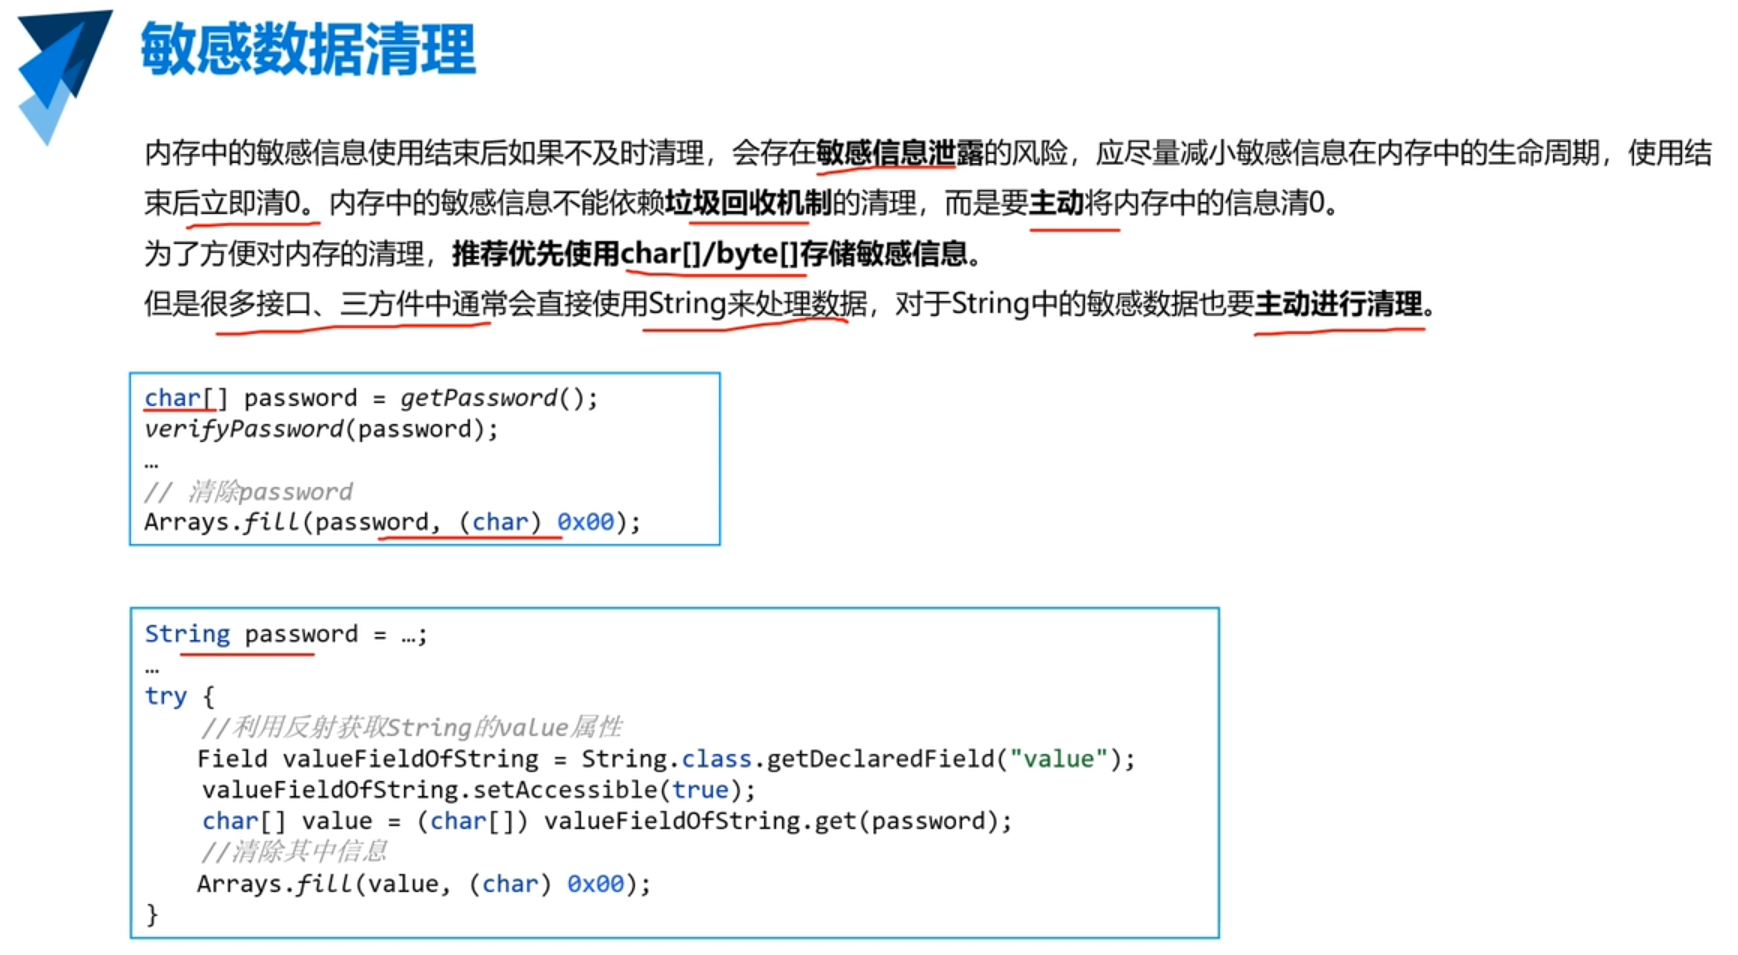 敏感数据清理
内存中的敏感信息使用结束后如果不及时清理，会存在敏感信息泄露的风险，应尽量减小敏感信息在内存中的生命周期，使用结
束后立即清0。内存中的敏感信息不能依赖垃圾回收机制的清理，而是要主动将内存中的信息清0。
为了方便对内存的清理，推荐优先使用char[]/byte[]存储敏感信息。
但是很多接口、三方件中通常会直接使用String来处理数据，对于String中的敏感数据也要主动进行清理。
char[] password = getPassword();
verifyPassword(password);
…
// 清除password
Arrays.fill(password, (char) 0x00);
String password = …;
…
try {
//利用反射获取String的value属性
Field valueFieldOfString = String.class.getDeclaredField("value");
valueFieldOfString.setAccessible(true);
char[] value = (char[]) valueFieldOfString.get(password);
//清除其中信息
Arrays.fill(value, (char) 0x00);
}